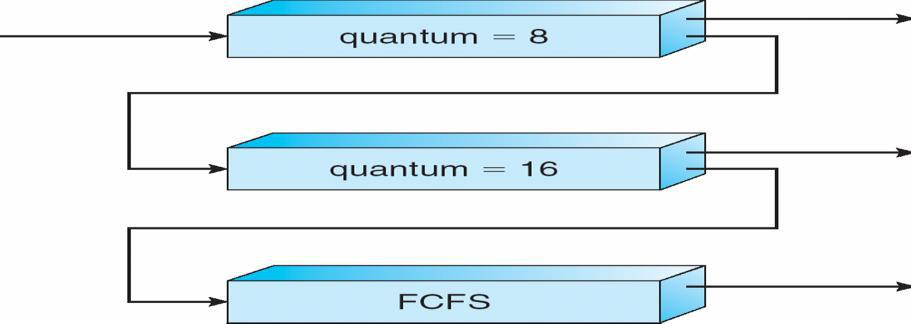 quantum = 8
quantum = 16
FCFS